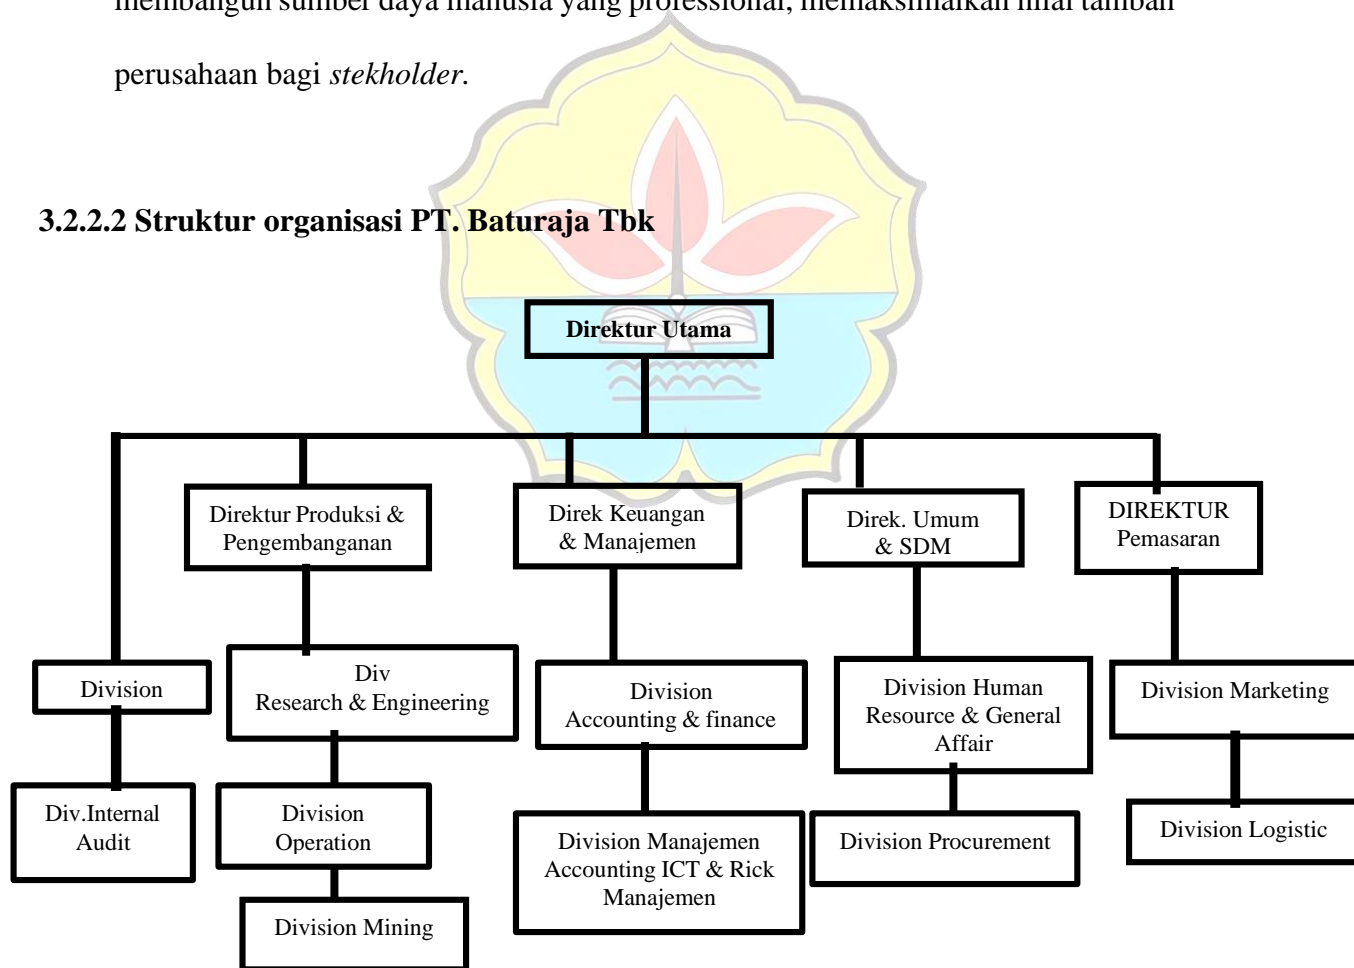 membangun sumber daya manusia yang professional, memaksimalkan nilai tambah
perusahaan bagi stekholder.
3.2.2.2 Struktur organisasi PT. Baturaja Tbk
Direktur Utama
Direktur Produksi &
Pengembanganan
Direk Keuangan
& Manajemen
Direk. Umum
& SDM
DIREKTUR
Pemasaran
Division
Div
Research & Engineering
Division
Accounting & finance
Division Human
Resource & General
Affair
Division Marketing
Div.Internal
Audit
Division
Operation
Division Manajemen
Accounting ICT & Rick
Manajemen
Division Procurement
Division Logistic
Division Mining